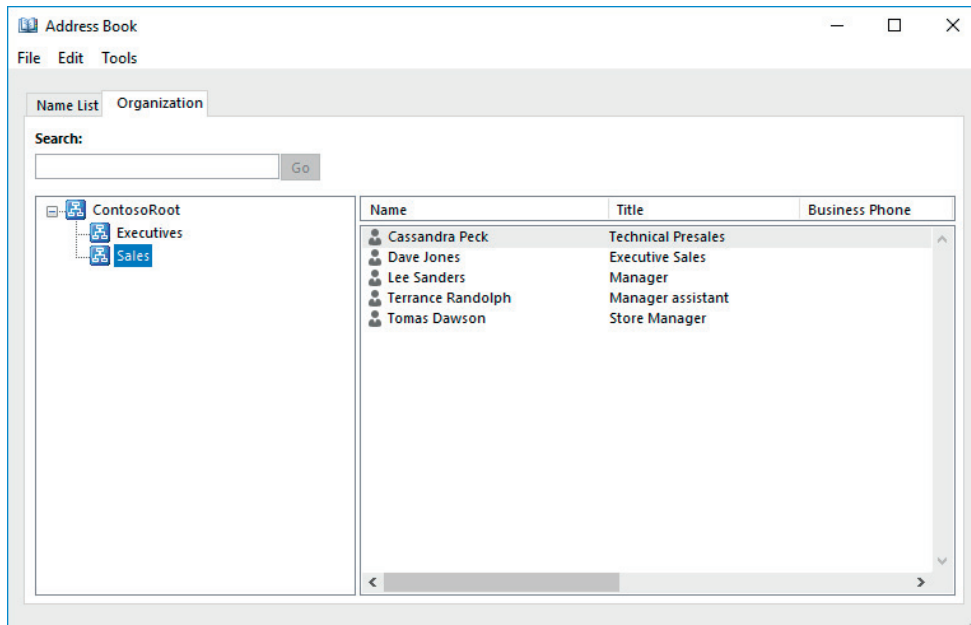 Address Book
File Edit Tools
Name List Organization
Search:
Go
ContosoRoot
Executives
Sales
Name Title Business Phone
Cassandra Peck Technical Presales
Dave Jones Executive Sales
Lee Sanders Manager
Terrance Randolph Manager assistant
Tomas Dawson Store Manager